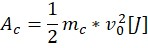 A_c = 1/2 m_c * v_0^2 [J]